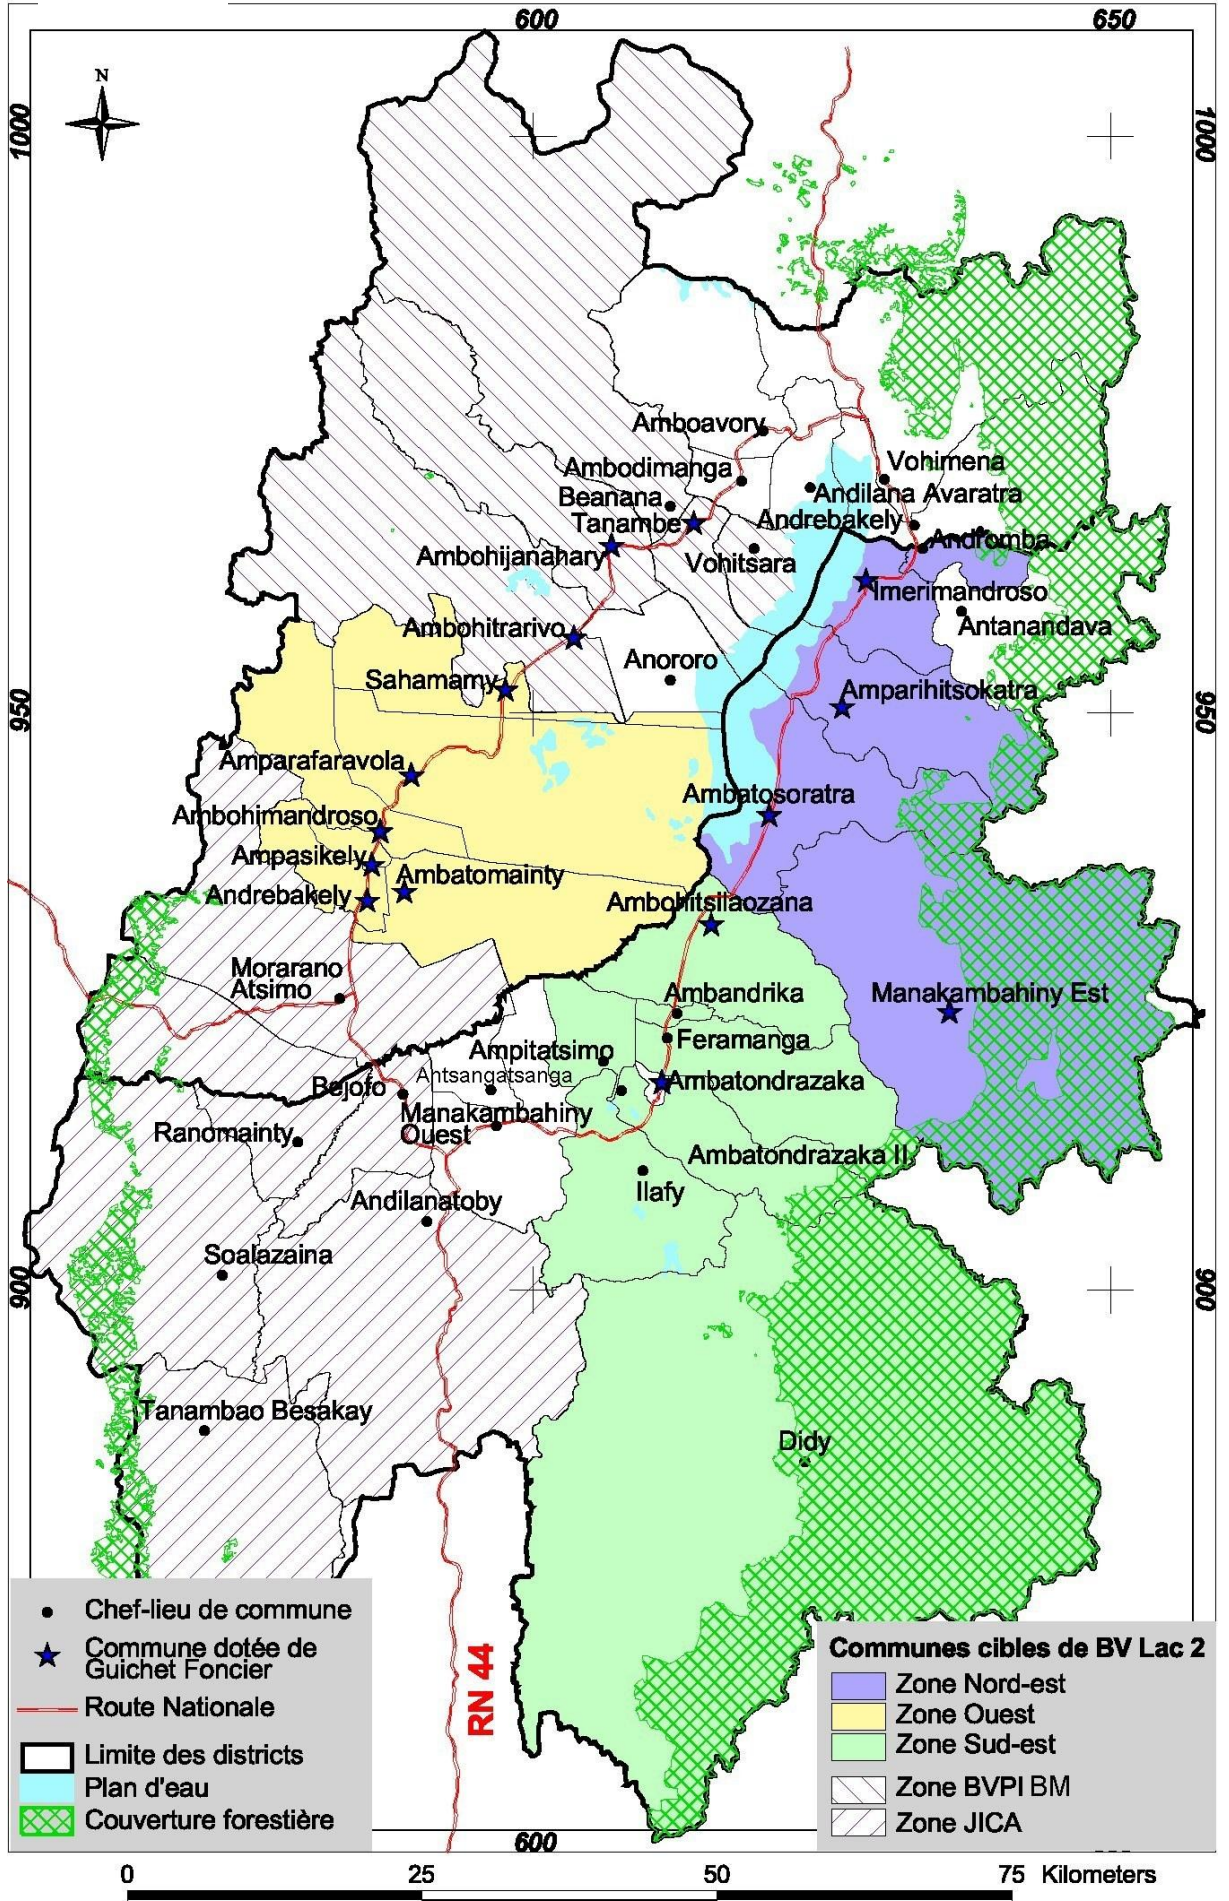 600
650
N
1000
1000
Amboavory
Ambodimanga
Vohimena
Beanana
Andilana Avaratra
Tanambe
Andrebakely
Ambohijanahary
Vohitsara
Andromba
Imerimandroso
Antanandava
Ambohitrarivo
Anororo
Sahamamy
Amparihitsokatra
950
950
Amparafaravola
Ambatosoratra
Ambohimandroso
Ampasikely
Ambatomainty
Andrebakely
Ambohitsilaozana
Morarano
Atsimo
Ambandrika
Manakambahiny Est
Feramanga
Ampitatsimo
Antsangatsanga
Bejofo
Ambatondrazaka
Manakambahiny
Ouest
Ranomainty
Ambatondrazaka II
Ilafy
Andilanatoby
Soalazaina
900
900
Tanambao Besakay
Didy
RN 44
Chef-lieu de commune
Commune dotée de
Guichet Foncier
Route Nationale
Limite des districts
Plan d'eau
Couverture forestière
Communes cibles de BV Lac 2
Zone Nord-est
Zone Ouest
Zone Sud-est
Zone BVPI BM
Zone JICA
600
0 25 50 75 Kilometers